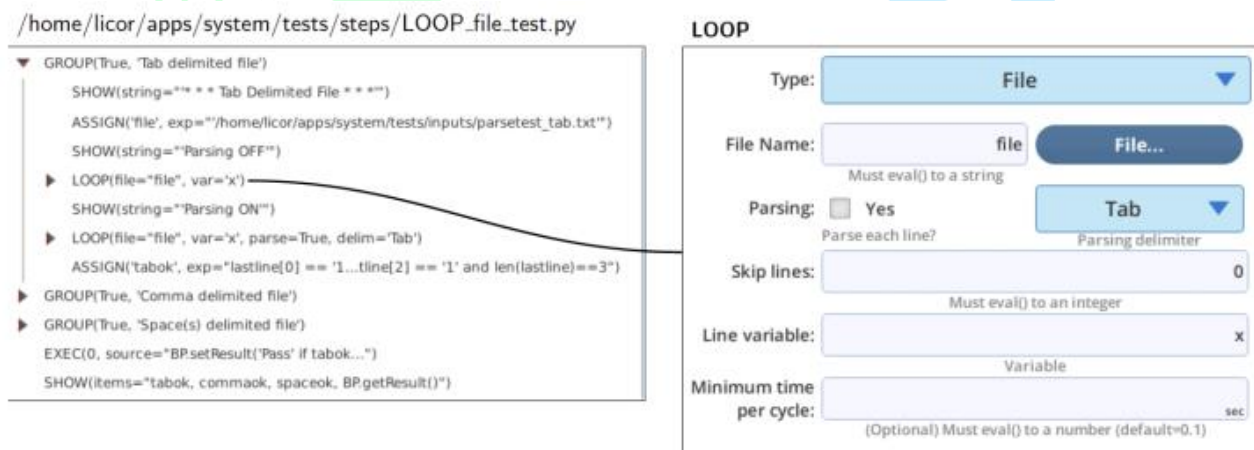 /home/licor/apps/system/tests/steps/LOOP_file_test.py
GROUP(True, 'Tab delimited file')
SHOW(string="'* * * Tab Delimited File * * *'")
ASSIGN('file', exp="'/home/licor/apps/system/tests/inputs/parsetest_tab.txt'")
SHOW(string="'Parsing OFF'")
LOOP(file="file", var='x')
SHOW(string="'Parsing ON'")
LOOP(file="file", var='x', parse=True, delim='Tab')
ASSIGN('tabok', exp="lastline[0] == '1...tline[2] == '1' and len(lastline)==3")
GROUP(True, 'Comma delimited file')
GROUP(True, 'Space(s) delimited file')
EXEC(0, source="BP.setResult('Pass' if tabok...")
SHOW(items="tabok, commaok, spaceok, BP.getResult()")
LOOP
Type: File
File Name: file File...
Must eval() to a string
Parsing: Yes Tab
Parse each line? Parsing delimiter
Skip lines: 0
Must eval() to an integer
Line variable: x
Variable
Minimum time
per cycle: sec
(Optional) Must eval() to a number (default=0.1)